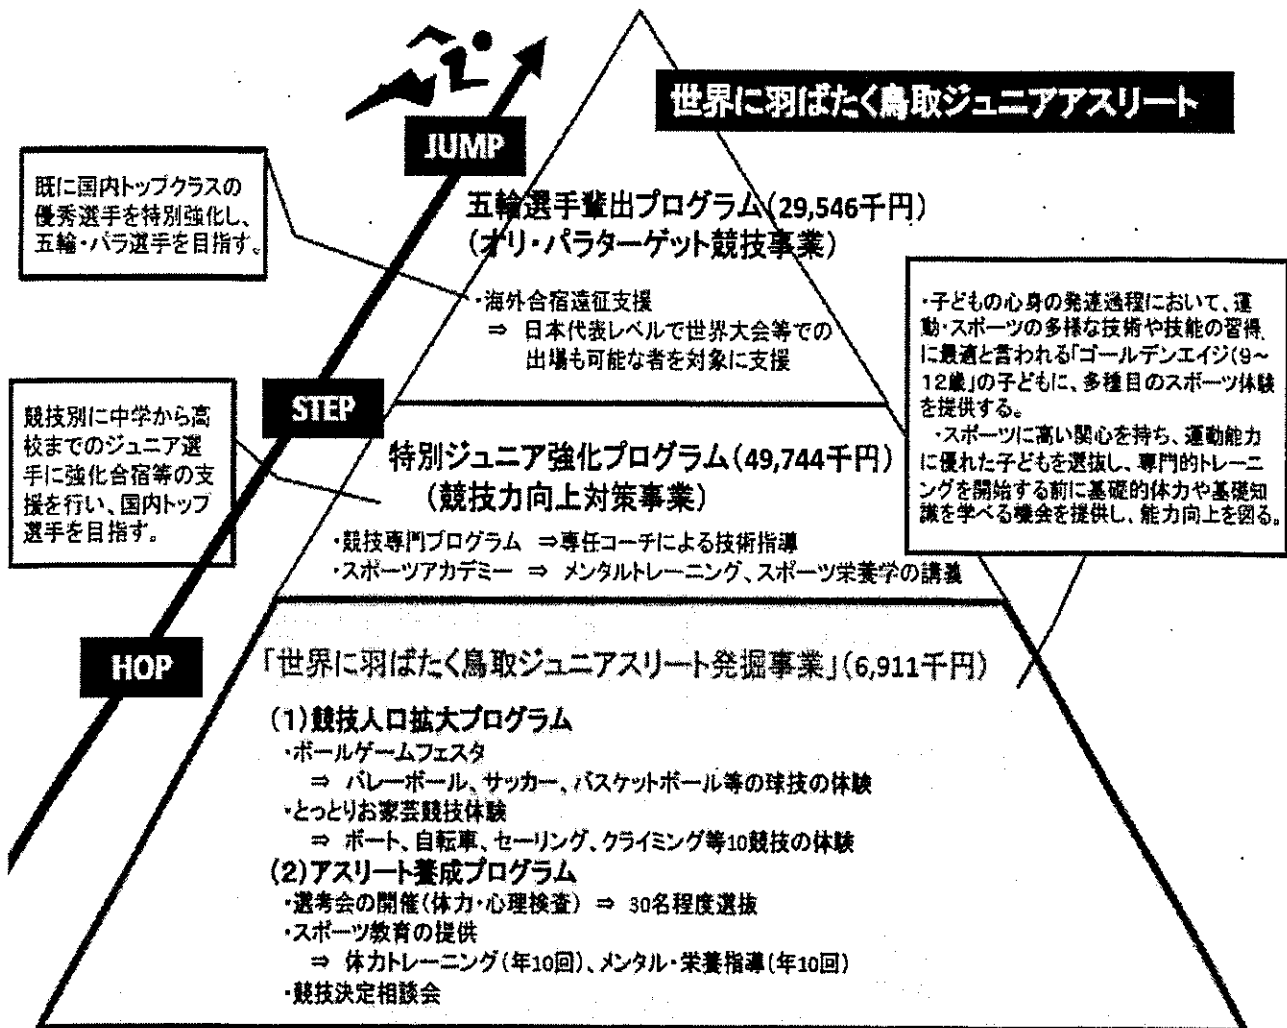 世界に羽ばたく鳥取ジュニアアスリート
JUMP
既に国内トップクラスの
優秀選手を特別強化し、
五輪・パラ選手を目指す。
五輪選手輩出プログラム(29,546千円)
(オリ・パラターゲット競技事業)
・海外合宿遠征支援
⇒ 日本代表レベルで世界大会等での
出場も可能な者を対象に支援
・子どもの心身の発達過程において、運
動・スポーツの多様な技術や技能の習得
に最適と言われる「ゴールデンエイジ(9~
12歳」の子どもに、多種目のスポーツ体験
を提供する。
・スポーツに高い関心を持ち、運動能力
に優れた子どもを選抜し、専門的トレーニ
ングを開始する前に基礎的体力や基礎知
識を学べる機会を提供し、能力向上を図る。
STEP
競技別に中学から高
校までのジュニア選
手に強化合宿等の支
援を行い、国内トップ
選手を目指す。
特別ジュニア強化プログラム(49,744千円)
(競技力向上対策事業)
・競技専門プログラム ⇒専任コーチによる技術指導
・スポーツアカデミー ⇒ メンタルトレーニング、スポーツ栄養学の講義
HOP
「世界に羽ばたく鳥取ジュニアスリート発掘事業」(6,911千円)
(1)競技人口拡大プログラム
・ボールゲームフェスタ
⇒ バレーボール、サッカー、バスケットボール等の球技の体験
・とっとりお家芸競技体験
⇒ ボート、自転車、セーリング、クライミング等10競技の体験
(2)アスリート養成プログラム
・選考会の開催(体力・心理検査) ⇒ 30名程度選抜
・スポーツ教育の提供
⇒ 体力トレーニング(年10回)、メンタル・栄養指導(年10回)
・競技決定相談会